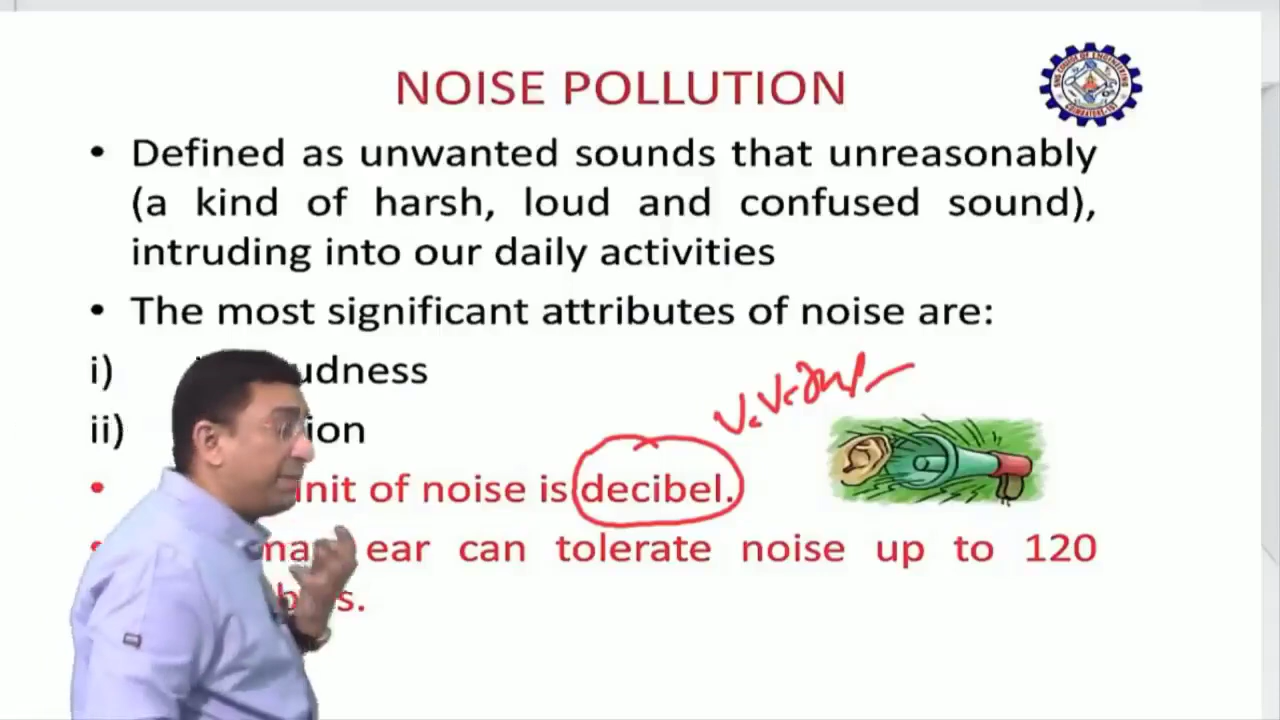 NOISE POLLUTION
• Defined as unwanted sounds that unreasonably
(a kind of harsh, loud and confused sound),
intruding into our daily activities
• The most significant attributes of noise are:
i) udness
ii) ion
• nit of noise is decibel.
ear can tolerate noise up to 120
s.